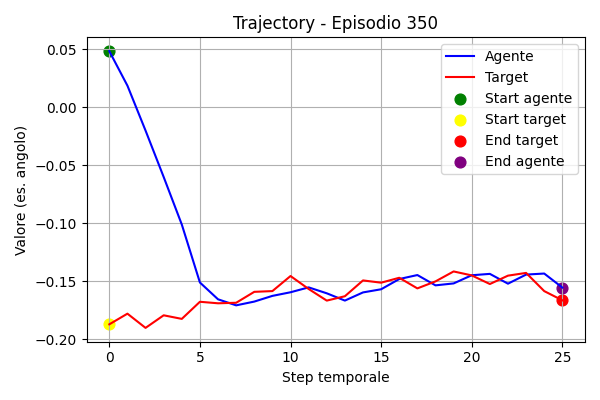 Trajectory - Episodio 350
Valore (es. angolo)
0.05
0.00
−0.05
−0.10
−0.15
−0.20
Agente
Target
Start agente
Start target
End target
End agente
0 5 10 15 20 25
Step temporale